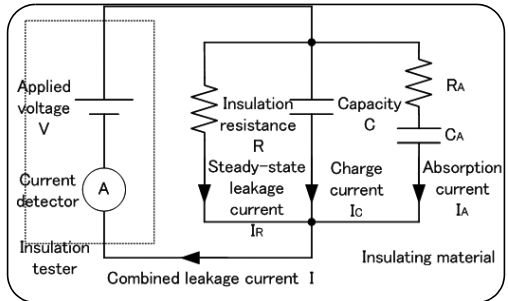 Applied
voltage
V
Current
detector
A
Insulation
tester
Insulation
resistance
R
Steady-state
leakage
current
IR
Capacity
C
Charge
current
IC
RA
CA
Absorption
current
IA
Insulating material
Combined leakage current I